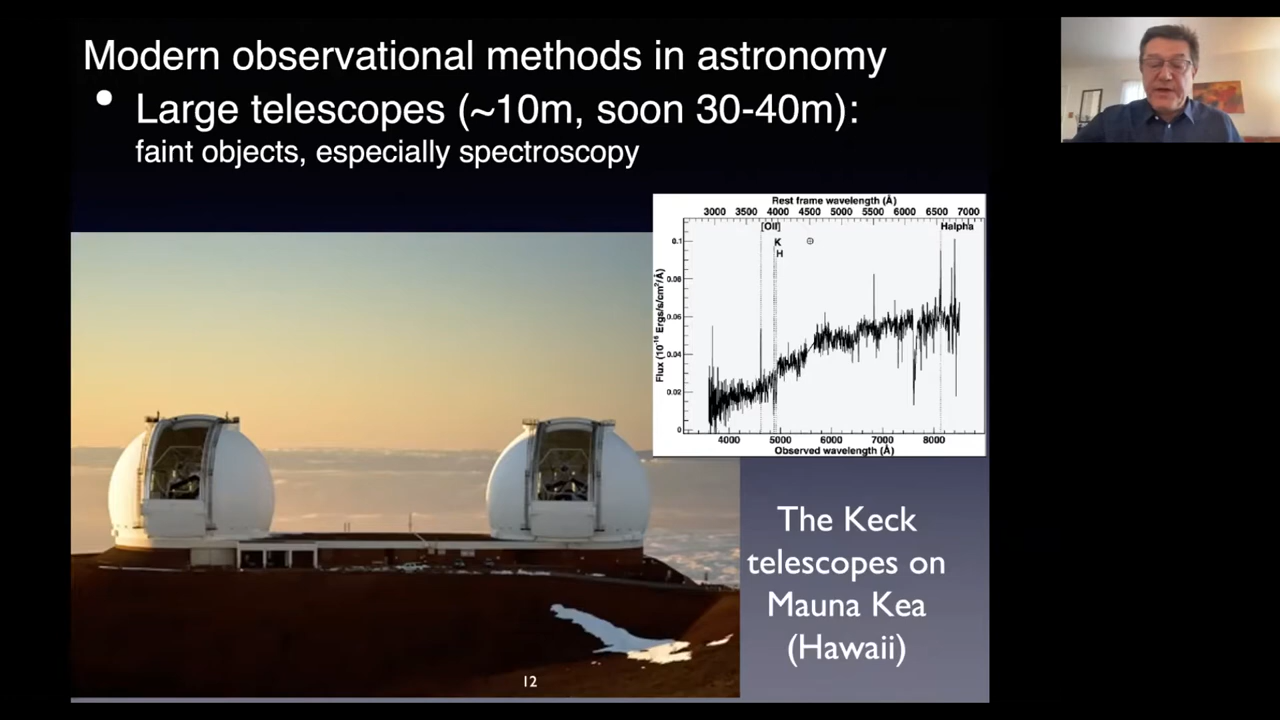 Modern observational methods in astronomy
• Large telescopes (~10m, soon 30-40m):
faint objects, especially spectroscopy
Rest frame wavelength (Å)
3000 3500 4000 4500 5000 5500 6000 6500 7000
[OII]
Halpha
K
H
0.1
0.08
0.06
0.04
0.02
0
Flux (10⁻¹⁶ Ergs/s/cm²/Å)
4000 5000 6000 7000 8000
Observed wavelength (Å)
The Keck
telescopes on
Mauna Kea
(Hawaii)
12